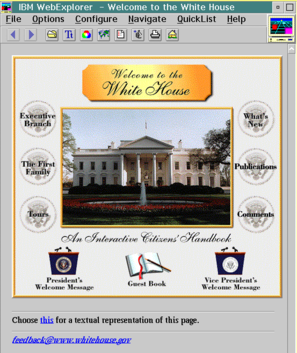 IBM WebExplorer - Welcome to the White House
File Options Configure Navigate QuickList Help
Welcome to the
White House
Executive
Branch
What's
New
The First
Family
Publications
Tours
Comments
An Interactive Citizens' Handbook
President's
Welcome Message
Guest Book
Vice President's
Welcome Message
Choose this for a textual representation of this page.
feedback@www.whitehouse.gov